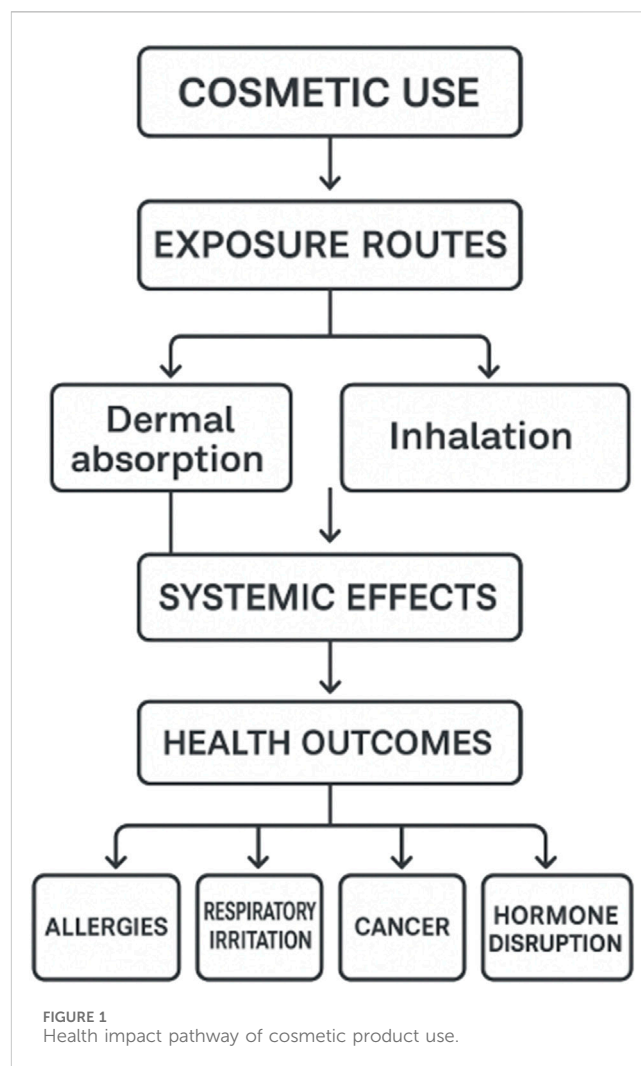 COSMETIC USE
EXPOSURE ROUTES
Dermal
absorption
Inhalation
SYSTEMIC EFFECTS
HEALTH OUTCOMES
ALLERGIES
RESPIRATORY
IRRITATION
CANCER
HORMONE
DISRUPTION
FIGURE 1
Health impact pathway of cosmetic product use.